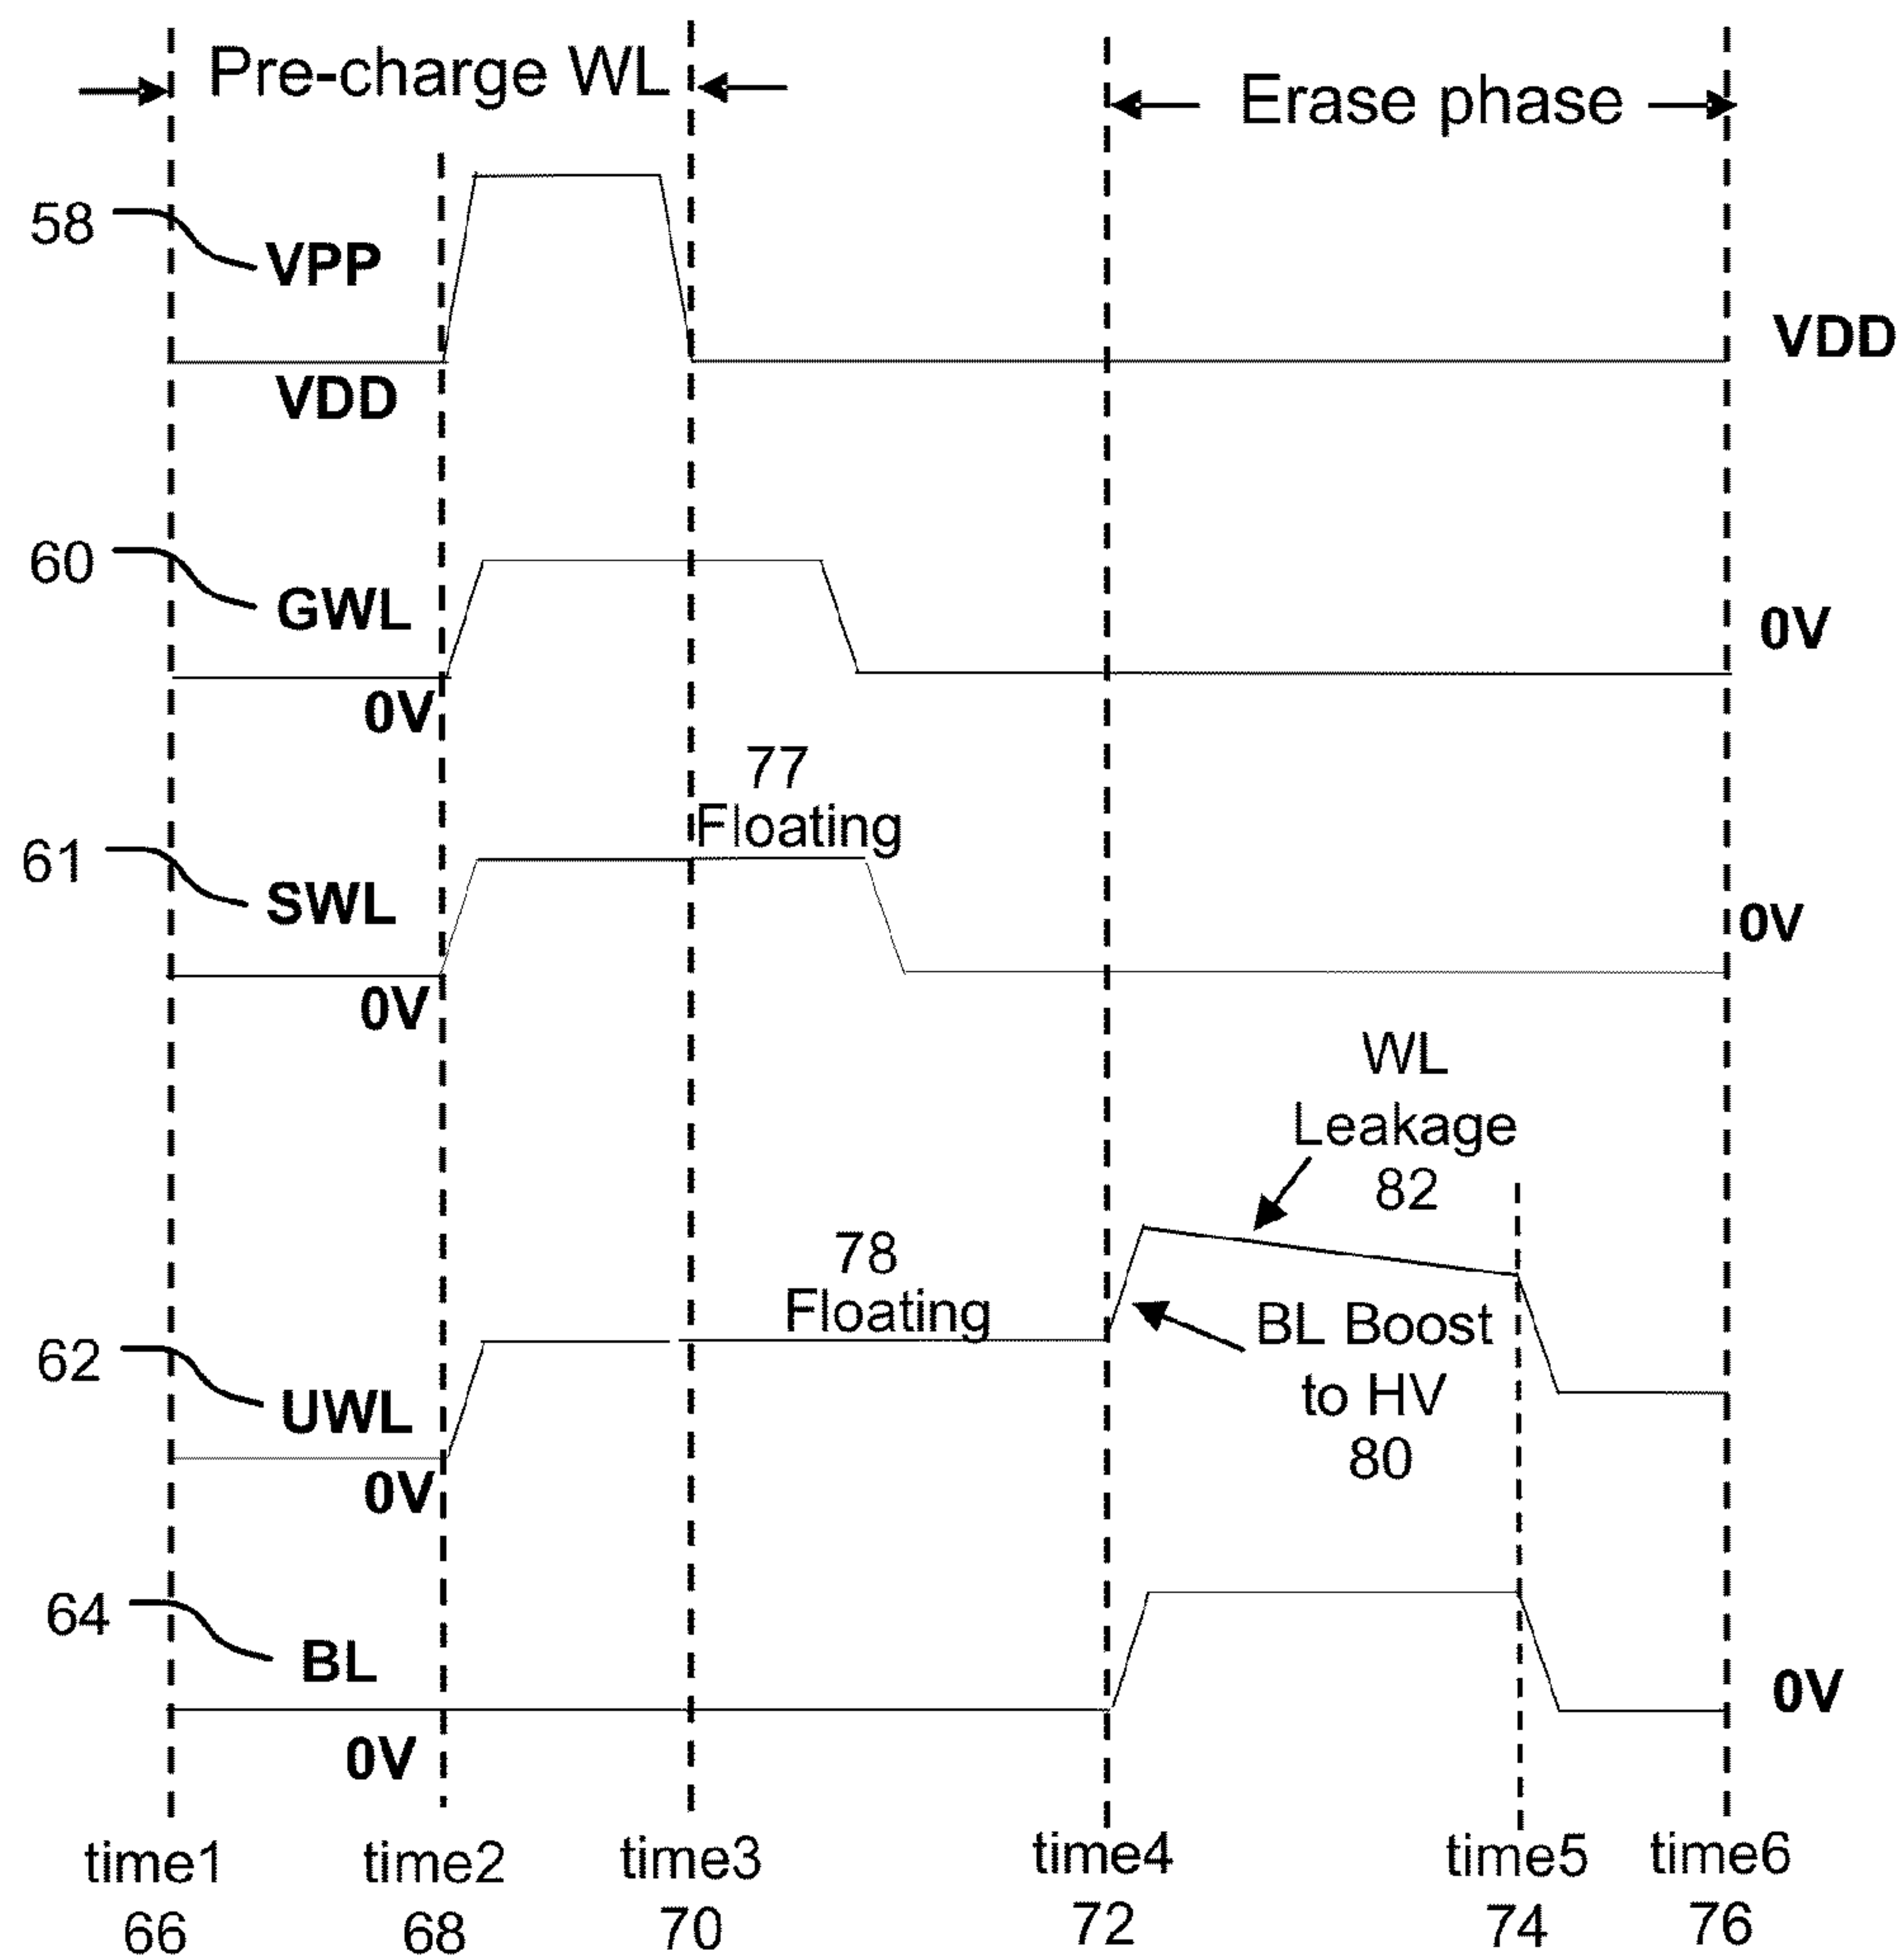 Pre-charge WL
Erase phase
58
VPP
VDD
VDD
60
GWL
0V
0V
77
Floating
61
SWL
0V
0V
WL
Leakage
82
78
Floating
BL Boost
to HV
80
62
UWL
0V
64
BL
0V
0V
time1
66
time2
68
time3
70
time4
72
time5
74
time6
76